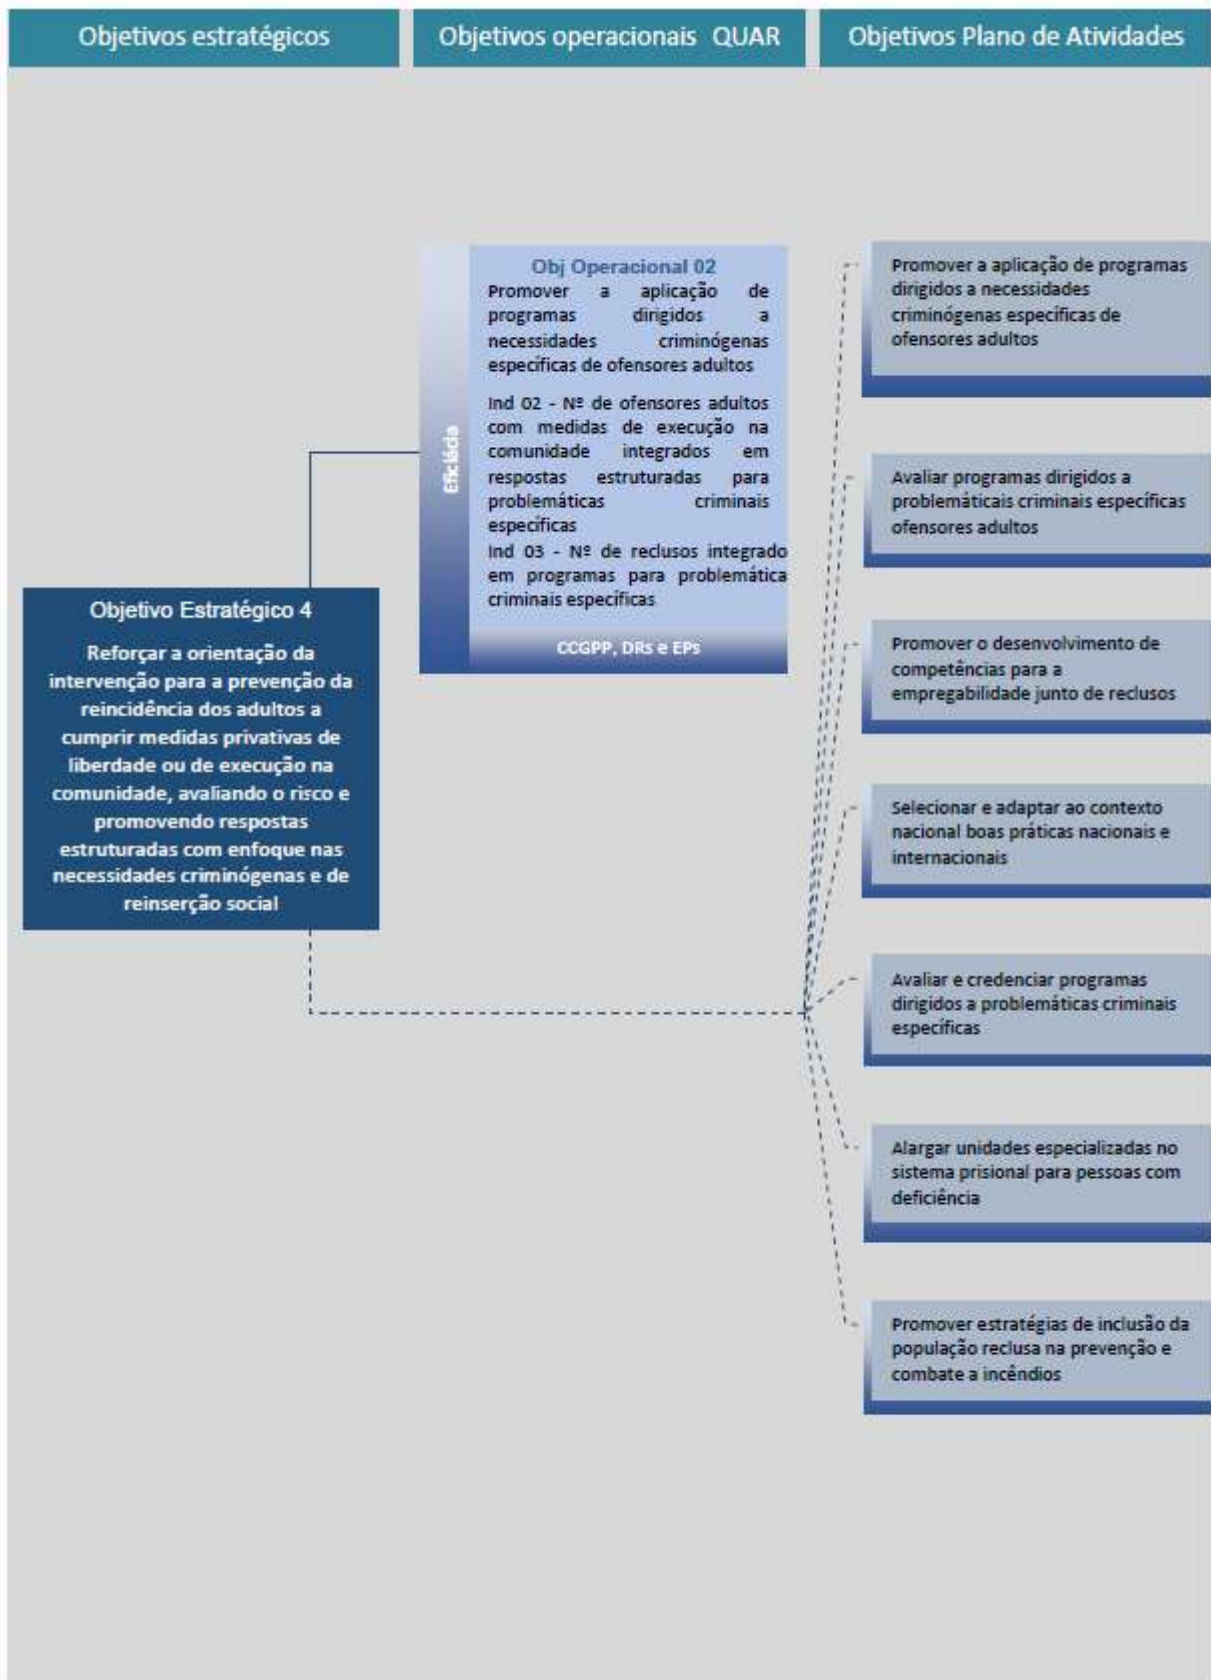 Objetivos estratégicos
Objetivos operacionais QUAR
Objetivos Plano de Atividades
Objetivo Estratégico 4
Reforçar a orientação da
intervenção para a prevenção da
reincidência dos adultos a
cumprir medidas privativas de
liberdade ou de execução na
comunidade, avaliando o risco e
promovendo respostas
estruturadas com enfoque nas
necessidades criminógenas e de
reinserção social
Eficiácia
Obj Operacional 02
Promover a aplicação de
programas dirigidos a
necessidades criminógenas
específicas de ofensores adultos
Ind 02 - Nº de ofensores adultos
com medidas de execução na
comunidade integrados em
respostas estruturadas para
problemáticas criminais
específicas
Ind 03 - Nº de reclusos integrado
em programas para problemática
criminais específicas
CCGPP, DRs e EPs
Promover a aplicação de programas
dirigidos a necessidades
criminógenas específicas de
ofensores adultos
Avaliar programas dirigidos a
problemáticais criminais específicas
ofensores adultos
Promover o desenvolvimento de
competências para a
empregabilidade junto de reclusos
Selecionar e adaptar ao contexto
nacional boas práticas nacionais e
internacionais
Avaliar e credenciar programas
dirigidos a problemáticas criminais
específicas
Alargar unidades especializadas no
sistema prisional para pessoas com
deficiência
Promover estratégias de inclusão da
população reclusa na prevenção e
combate a incêndios